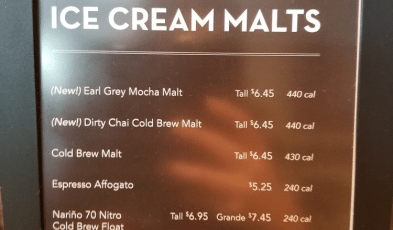 ICE CREAM MALTS
(New!) Earl Grey Mocha Malt Tall $6.45 440 cal
(New!) Dirty Chai Cold Brew Malt Tall $6.45 440 cal
Cold Brew Malt Tall $6.45 430 cal
Espresso Affogato $5.25 240 cal
Nariño 70 Nitro Tall $6.95 Grande $7.45 240 cal
Cold Brew Float